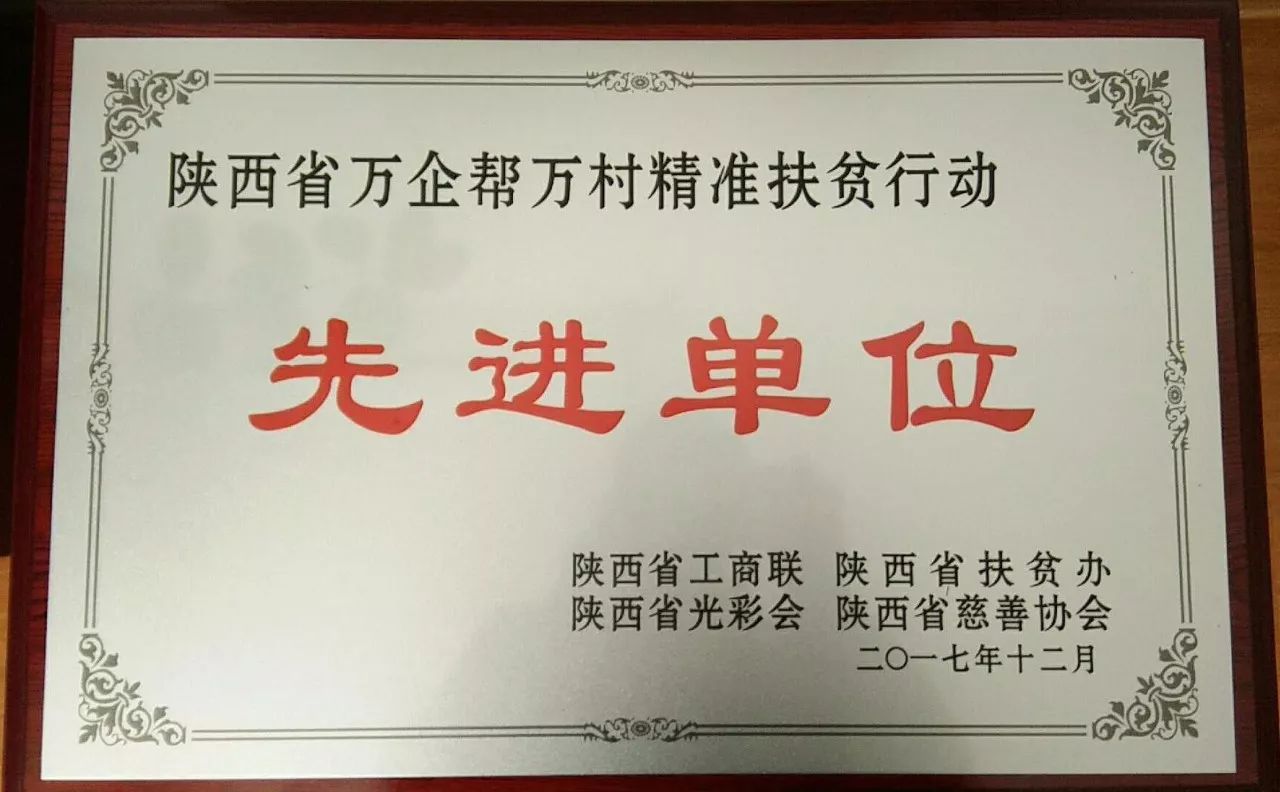 陕西省万企帮万村精准扶贫行动
先进单位
陕西省工商联 陕西省扶贫办
陕西省光彩会 陕西省慈善协会
二〇一七年十二月